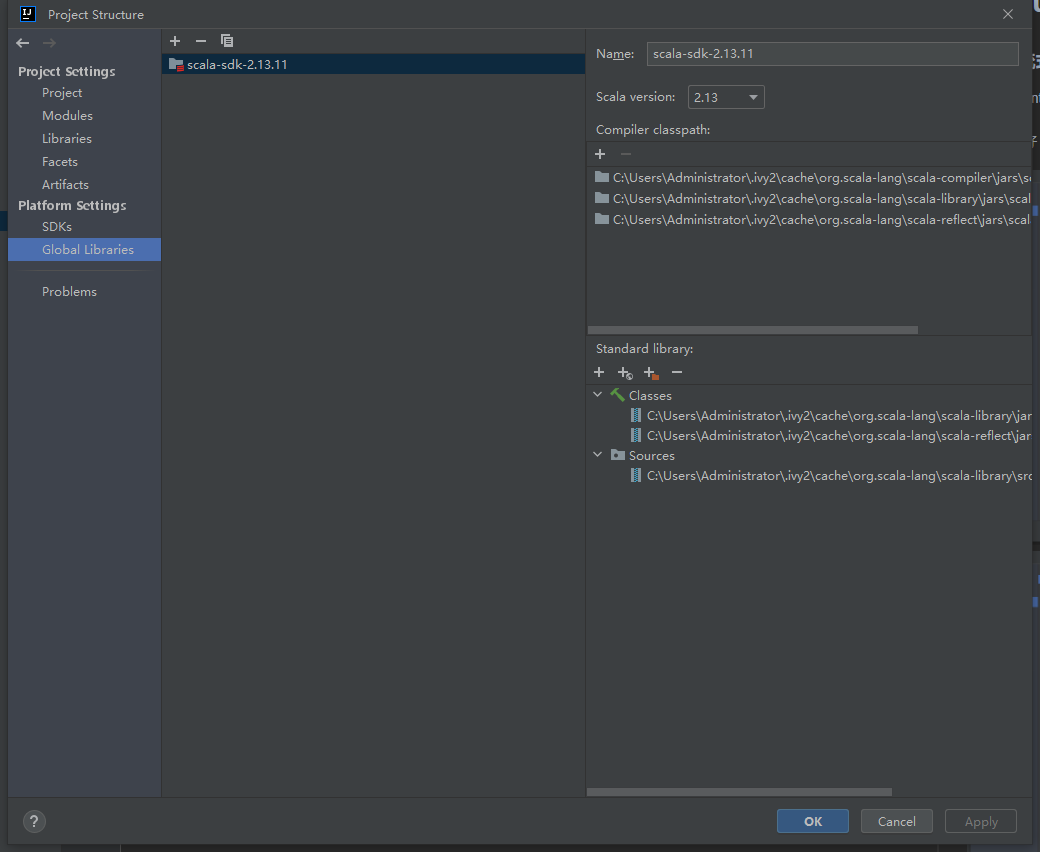 Project Structure
Project Settings
Project
Modules
Libraries
Facets
Artifacts
Platform Settings
SDKs
Global Libraries
Problems
scala-sdk-2.13.11
Name: scala-sdk-2.13.11
Scala version: 2.13
Compiler classpath:
C:\Users\Administrator\.ivy2\cache\org.scala-lang\scala-compiler\jars\sc
C:\Users\Administrator\.ivy2\cache\org.scala-lang\scala-library\jars\scal
C:\Users\Administrator\.ivy2\cache\org.scala-lang\scala-reflect\jars\scala
Standard library:
Classes
C:\Users\Administrator\.ivy2\cache\org.scala-lang\scala-library\jar
C:\Users\Administrator\.ivy2\cache\org.scala-lang\scala-reflect\jar
Sources
C:\Users\Administrator\.ivy2\cache\org.scala-lang\scala-library\src
?
OK
Cancel
Apply